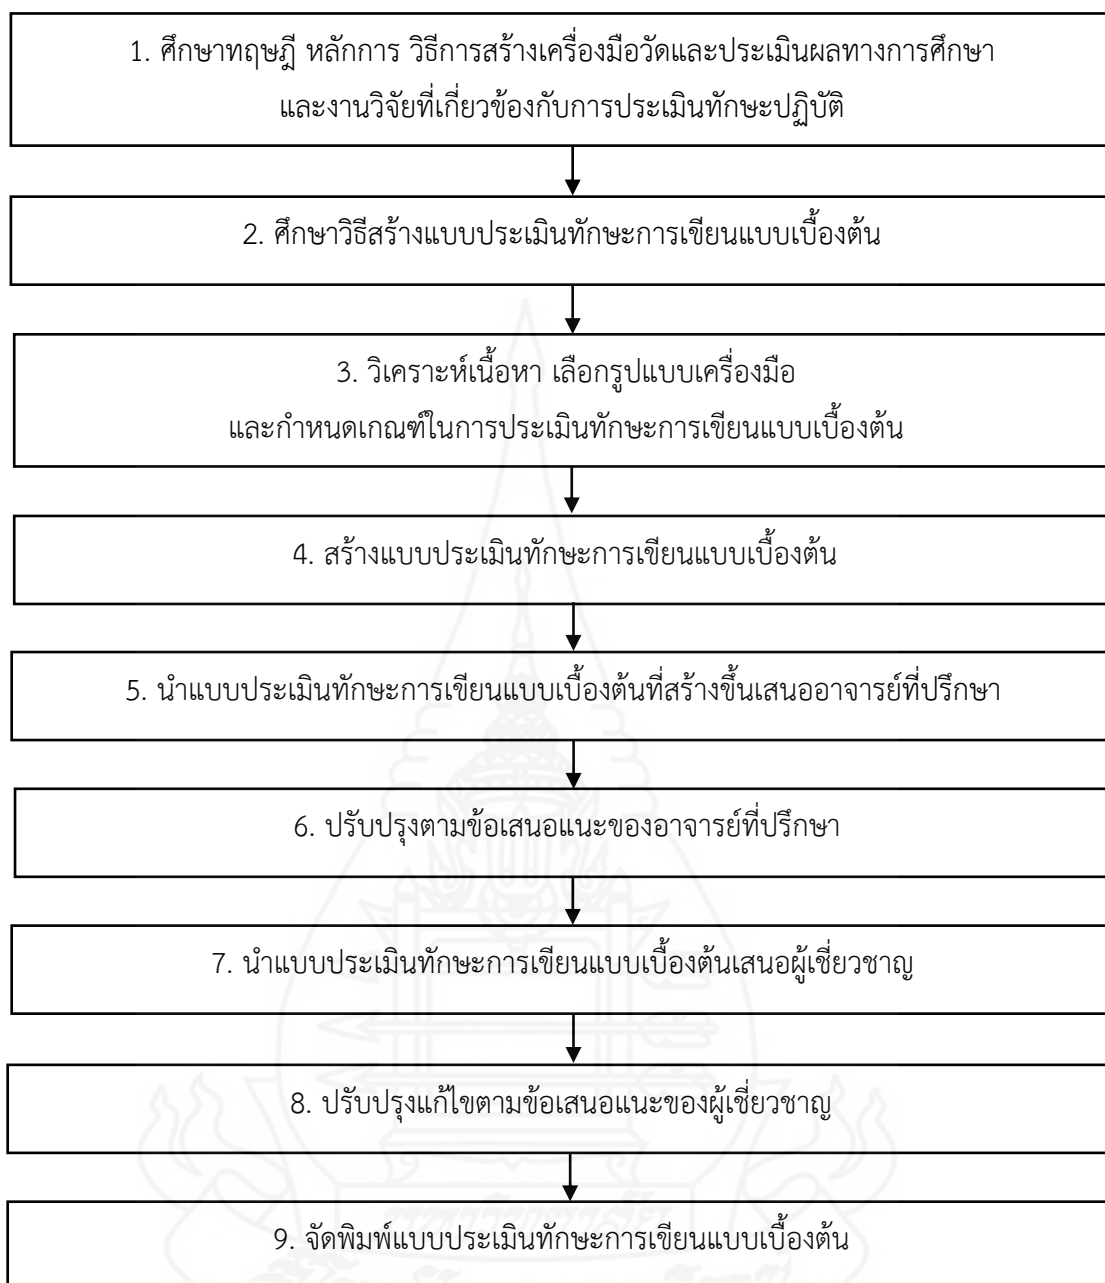 1. ศึกษาทฤษฎี หลักการ วิธีการสร้างเครื่องมือวัดและประเมินผลทางการศึกษา
และงานวิจัยที่เกี่ยวข้องกับการประเมินทักษะปฏิบัติ
2. ศึกษาวิธีสร้างแบบประเมินทักษะการเขียนแบบเบื้องต้น
3. วิเคราะห์เนื้อหา เลือกรูปแบบเครื่องมือ
และกำหนดเกณฑ์ในการประเมินทักษะการเขียนแบบเบื้องต้น
4. สร้างแบบประเมินทักษะการเขียนแบบเบื้องต้น
5. นำแบบประเมินทักษะการเขียนแบบเบื้องต้นที่สร้างขึ้นเสนออาจารย์ที่ปรึกษา
6. ปรับปรุงตามข้อเสนอแนะของอาจารย์ที่ปรึกษา
7. นำแบบประเมินทักษะการเขียนแบบเบื้องต้นเสนอผู้เชี่ยวชาญ
8. ปรับปรุงแก้ไขตามข้อเสนอแนะของผู้เชี่ยวชาญ
9. จัดพิมพ์แบบประเมินทักษะการเขียนแบบเบื้องต้น